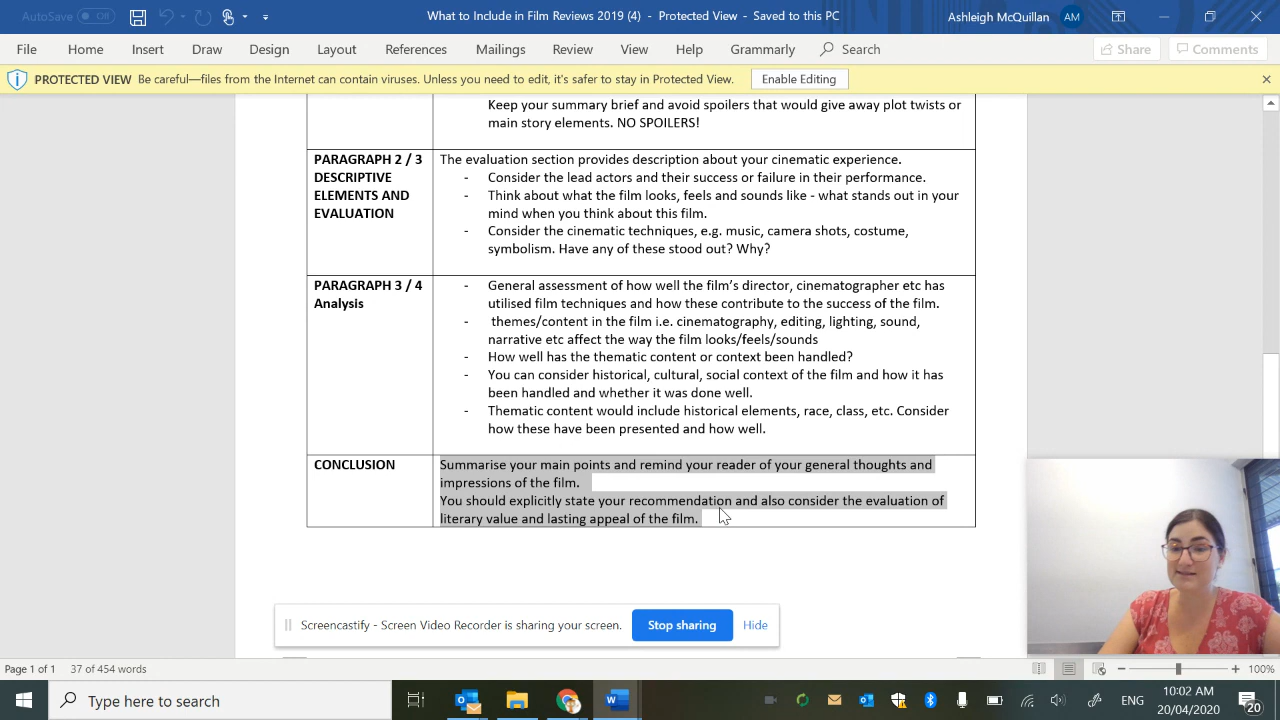 AutoSave Off
What to Include in Film Reviews 2019 (4) - Protected View - Saved to this PC
Ashleigh McQuillan AM
File Home Insert Draw Design Layout References Mailings Review View Help Grammarly Search Share Comments
PROTECTED VIEW Be careful—files from the Internet can contain viruses. Unless you need to edit, it's safer to stay in Protected View. Enable Editing
Keep your summary brief and avoid spoilers that would give away plot twists or
main story elements. NO SPOILERS!
PARAGRAPH 2 / 3
DESCRIPTIVE
ELEMENTS AND
EVALUATION
The evaluation section provides description about your cinematic experience.
- Consider the lead actors and their success or failure in their performance.
- Think about what the film looks, feels and sounds like - what stands out in your
mind when you think about this film.
- Consider the cinematic techniques, e.g. music, camera shots, costume,
symbolism. Have any of these stood out? Why?
PARAGRAPH 3 / 4
Analysis
- General assessment of how well the film's director, cinematographer etc has
utilised film techniques and how these contribute to the success of the film.
- themes/content in the film i.e. cinematography, editing, lighting, sound,
narrative etc affect the way the film looks/feels/sounds
- How well has the thematic content or context been handled?
- You can consider historical, cultural, social context of the film and how it has
been handled and whether it was done well.
- Thematic content would include historical elements, race, class, etc. Consider
how these have been presented and how well.
CONCLUSION
Summarise your main points and remind your reader of your general thoughts and
impressions of the film.
You should explicitly state your recommendation and also consider the evaluation of
literary value and lasting appeal of the film.
Screencastify - Screen Video Recorder is sharing your screen. Stop sharing Hide
Page 1 of 1 37 of 454 words 100%
Type here to search
ENG
10:02 AM
20/04/2020
20